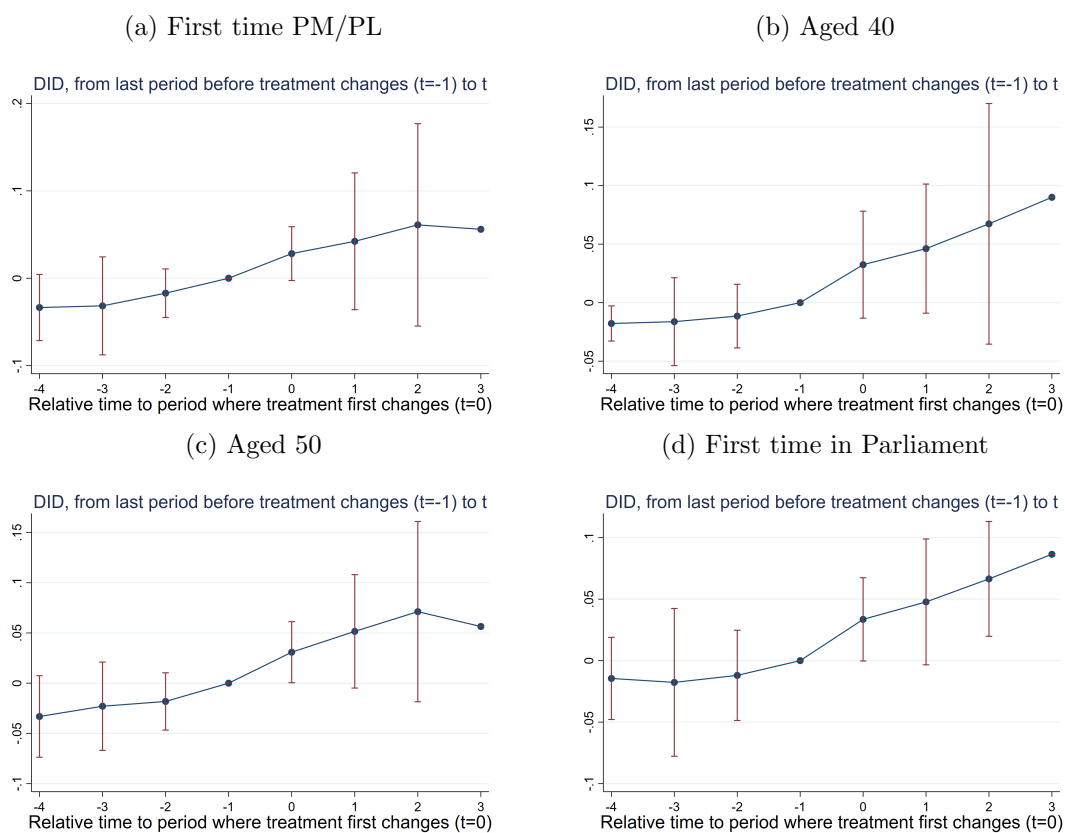 (a) First time PM/PL
DID, from last period before treatment changes (t=-1) to t
.2
.1
0
-.1
-4 -3 -2 -1 0 1 2 3
Relative time to period where treatment first changes (t=0)
(b) Aged 40
DID, from last period before treatment changes (t=-1) to t
.15
.1
.05
0
-.05
-4 -3 -2 -1 0 1 2 3
Relative time to period where treatment first changes (t=0)
(c) Aged 50
DID, from last period before treatment changes (t=-1) to t
.15
.1
.05
0
-.05
-.1
-4 -3 -2 -1 0 1 2 3
Relative time to period where treatment first changes (t=0)
(d) First time in Parliament
DID, from last period before treatment changes (t=-1) to t
.1
.05
0
-.05
-.1
-4 -3 -2 -1 0 1 2 3
Relative time to period where treatment first changes (t=0)